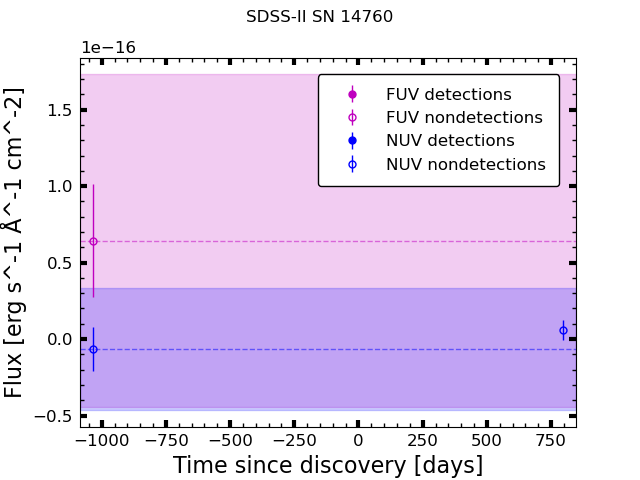 SDSS-II SN 14760
1e−16
FUV detections
FUV nondetections
NUV detections
NUV nondetections
1.5
1.0
0.5
0.0
−0.5
Flux [erg s^-1 Å^-1 cm^-2]
−1000 −750 −500 −250 0 250 500 750
Time since discovery [days]